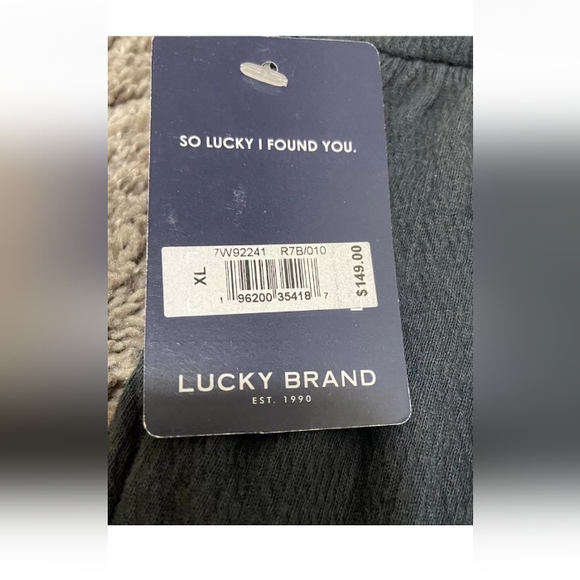 SO LUCKY I FOUND YOU.
7W92241 R7B/010
XL
1 96200 35418 7
$149.00
LUCKY BRAND
EST. 1990